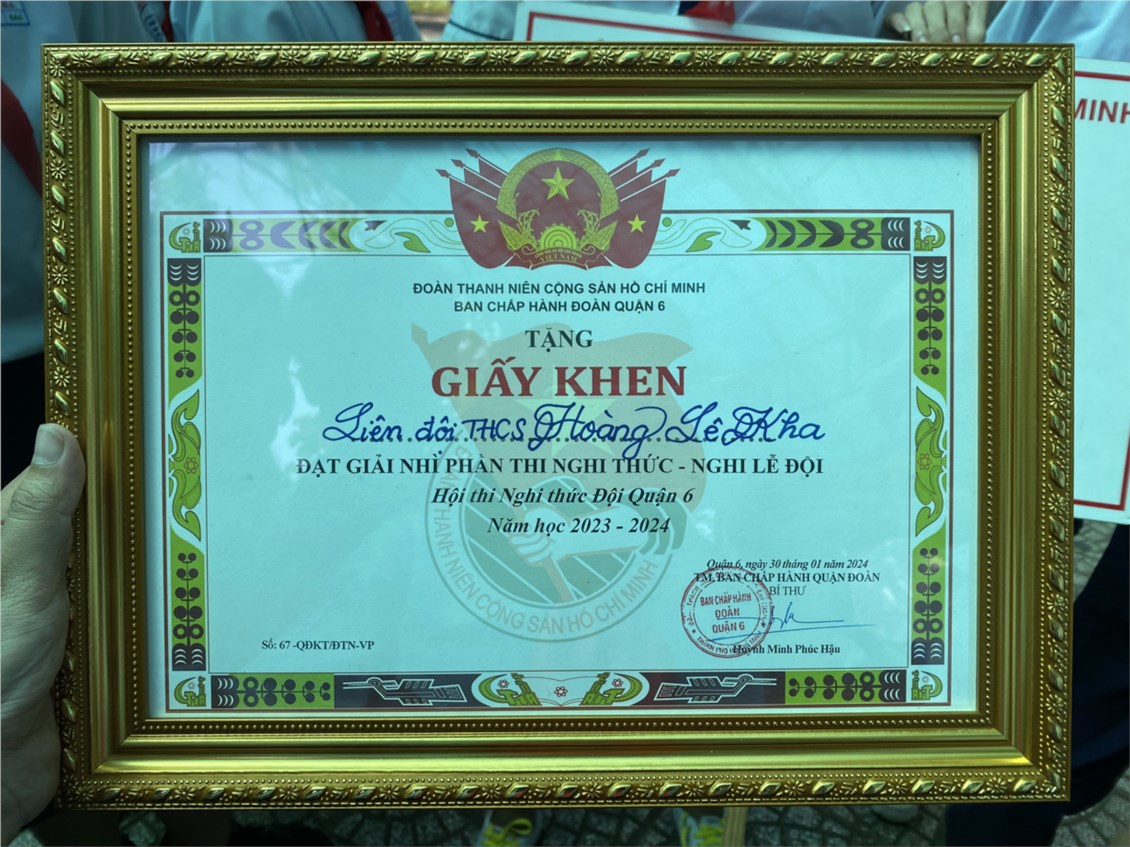 MINH
VIỆT NAM
ĐOÀN THANH NIÊN CỘNG SẢN HỒ CHÍ MINH
BAN CHẤP HÀNH ĐOÀN QUẬN 6
TẶNG
GIẤY KHEN
Liên đội THCS Hoàng Lê Kha
ĐẠT GIẢI NHÌ PHẦN THI NGHI THỨC - NGHI LỄ ĐỘI
Hội thi Nghi thức Đội Quận 6
Năm học 2023 - 2024
THANH NIÊN CỘNG SẢN HỒ CHÍ MINH
Quận 6, ngày 30 tháng 01 năm 2024
TM. BAN CHẤP HÀNH QUẬN ĐOÀN
BÍ THƯ
BAN CHẤP HÀNH
ĐOÀN
QUẬN 6
Huỳnh Minh Phúc Hậu
Số: 67 -QĐKT/ĐTN-VP